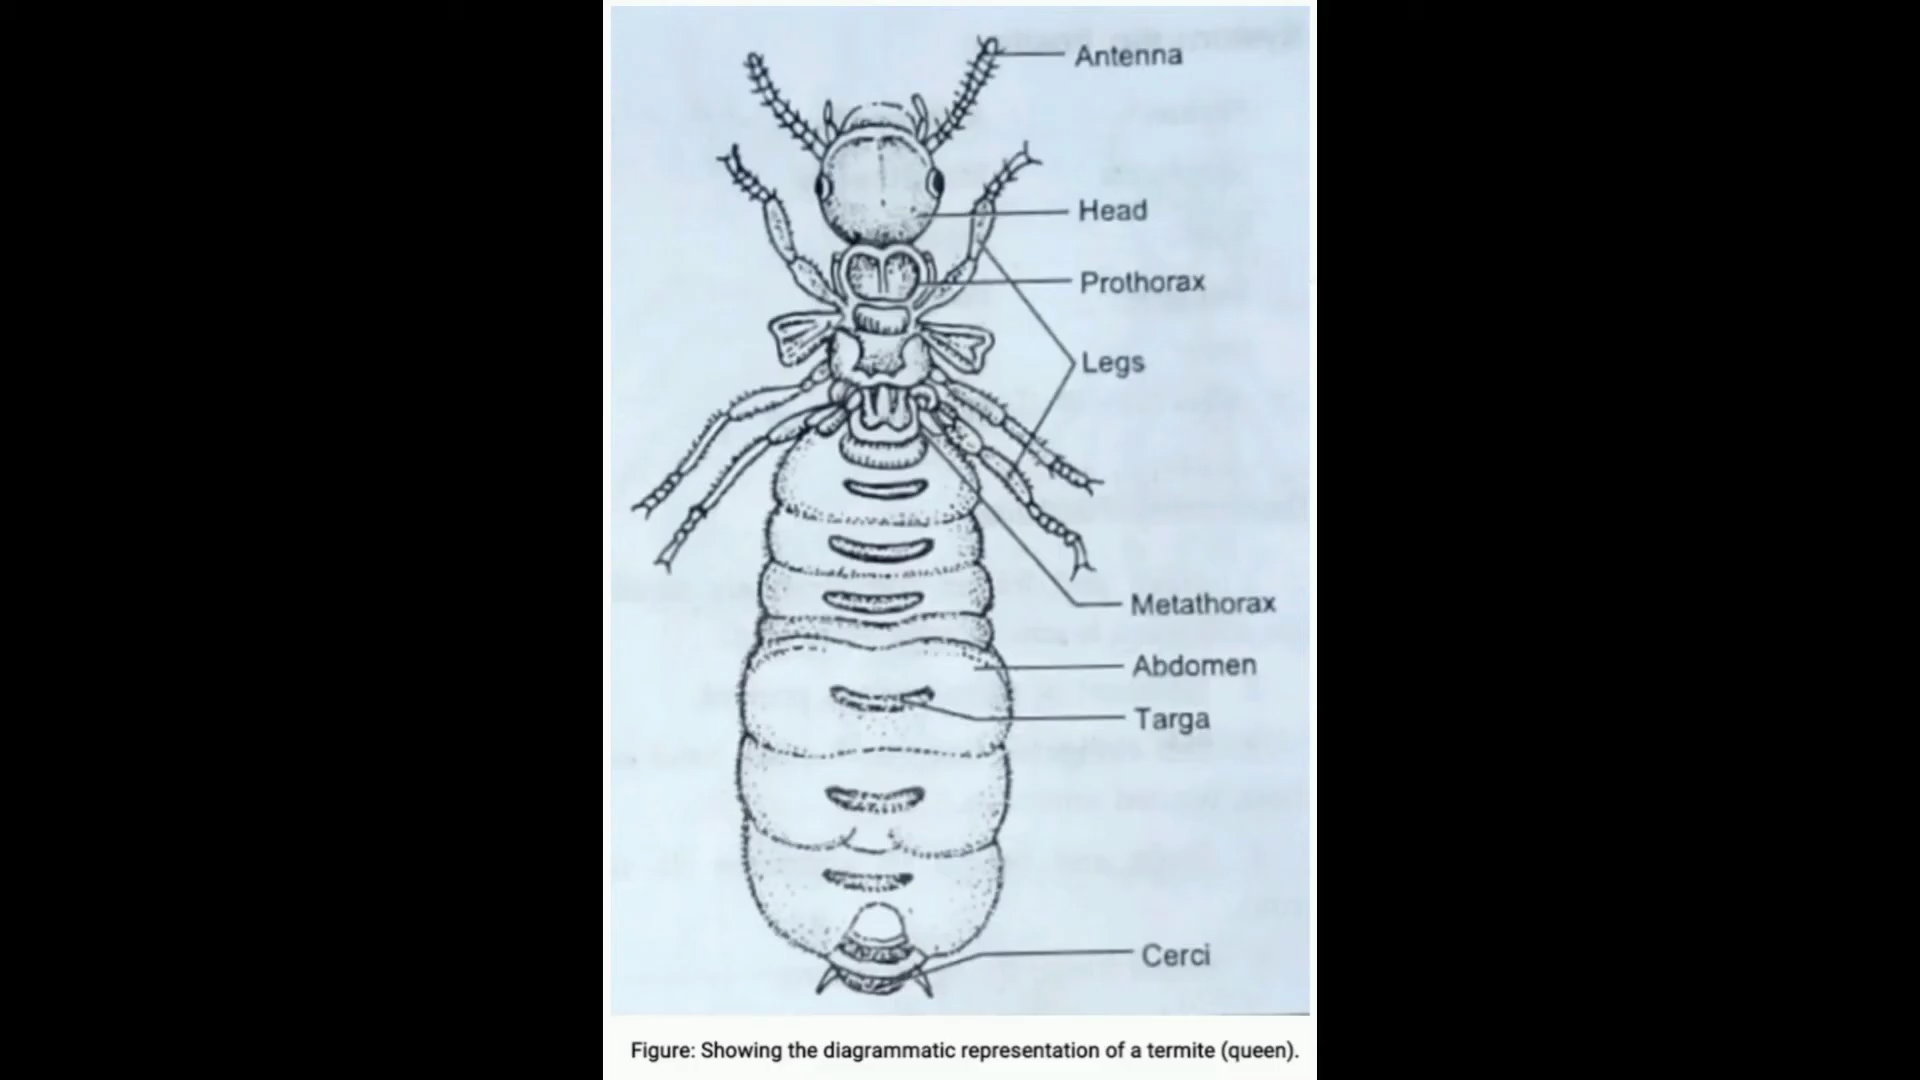 Antenna
Head
Prothorax
Legs
Metathorax
Abdomen
Targa
Cerci
Figure: Showing the diagrammatic representation of a termite (queen).